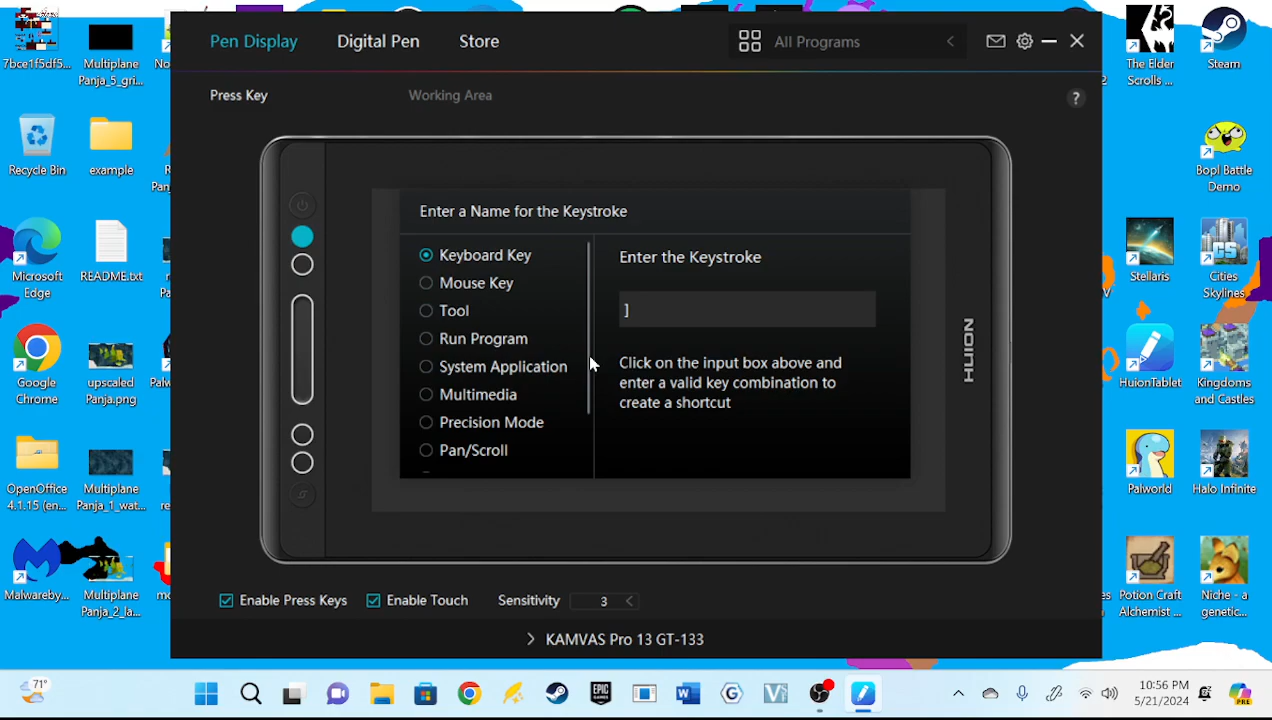 Pen Display
Digital Pen
Store
All Programs
Press Key
Working Area
?
Enter a Name for the Keystroke
Keyboard Key
Mouse Key
Tool
Run Program
System Application
Multimedia
Precision Mode
Pan/Scroll
Enter the Keystroke
]
Click on the input box above and
enter a valid key combination to
create a shortcut
HUION
Enable Press Keys
Enable Touch
Sensitivity
3
KAMVAS Pro 13 GT-133
7bce1f5df5...
Multiplane
Panja_5_gri...
Recycle Bin
example
Microsoft
Edge
README.txt
Google
Chrome
upscaled
Panja.png
OpenOffice
4.1.15 (en...
Multiplane
Panja_1_wat...
Malwareby...
Multiplane
Panja_2_la...
The Elder
Scrolls ...
Steam
Bopl Battle
Demo
Stellaris
Cities
Skylines
HuionTablet
Kingdoms
and Castles
Palworld
Halo Infinite
Potion Craft
Alchemist ...
Niche - a
genetic...
71°
EPIC
GAMES
10:56 PM
5/21/2024
PRE